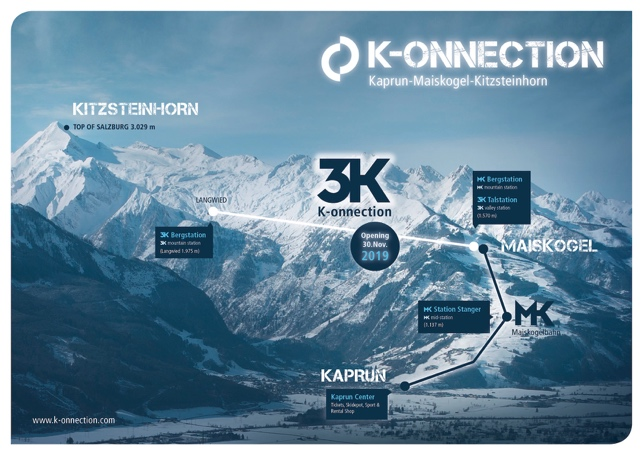 K-ONNECTION
Kaprun-Maiskogel-Kitzsteinhorn
KITZSTEINHORN
TOP OF SALZBURG 3.029 m
3K
K-onnection
LANGWIED
Opening
30.Nov.
2019
3K Bergstation
3K mountain station
(Langwied 1.975 m)
MK Bergstation
MK mountain station
3K Talstation
3K valley station
(1.570 m)
MAISKOGEL
MK Station Stanger
MK mid-station
(1.137 m)
MK
Maiskogelbahn
KAPRUN
Kaprun Center
Tickets, Skidepot, Sport &
Rental Shop
www.k-onnection.com